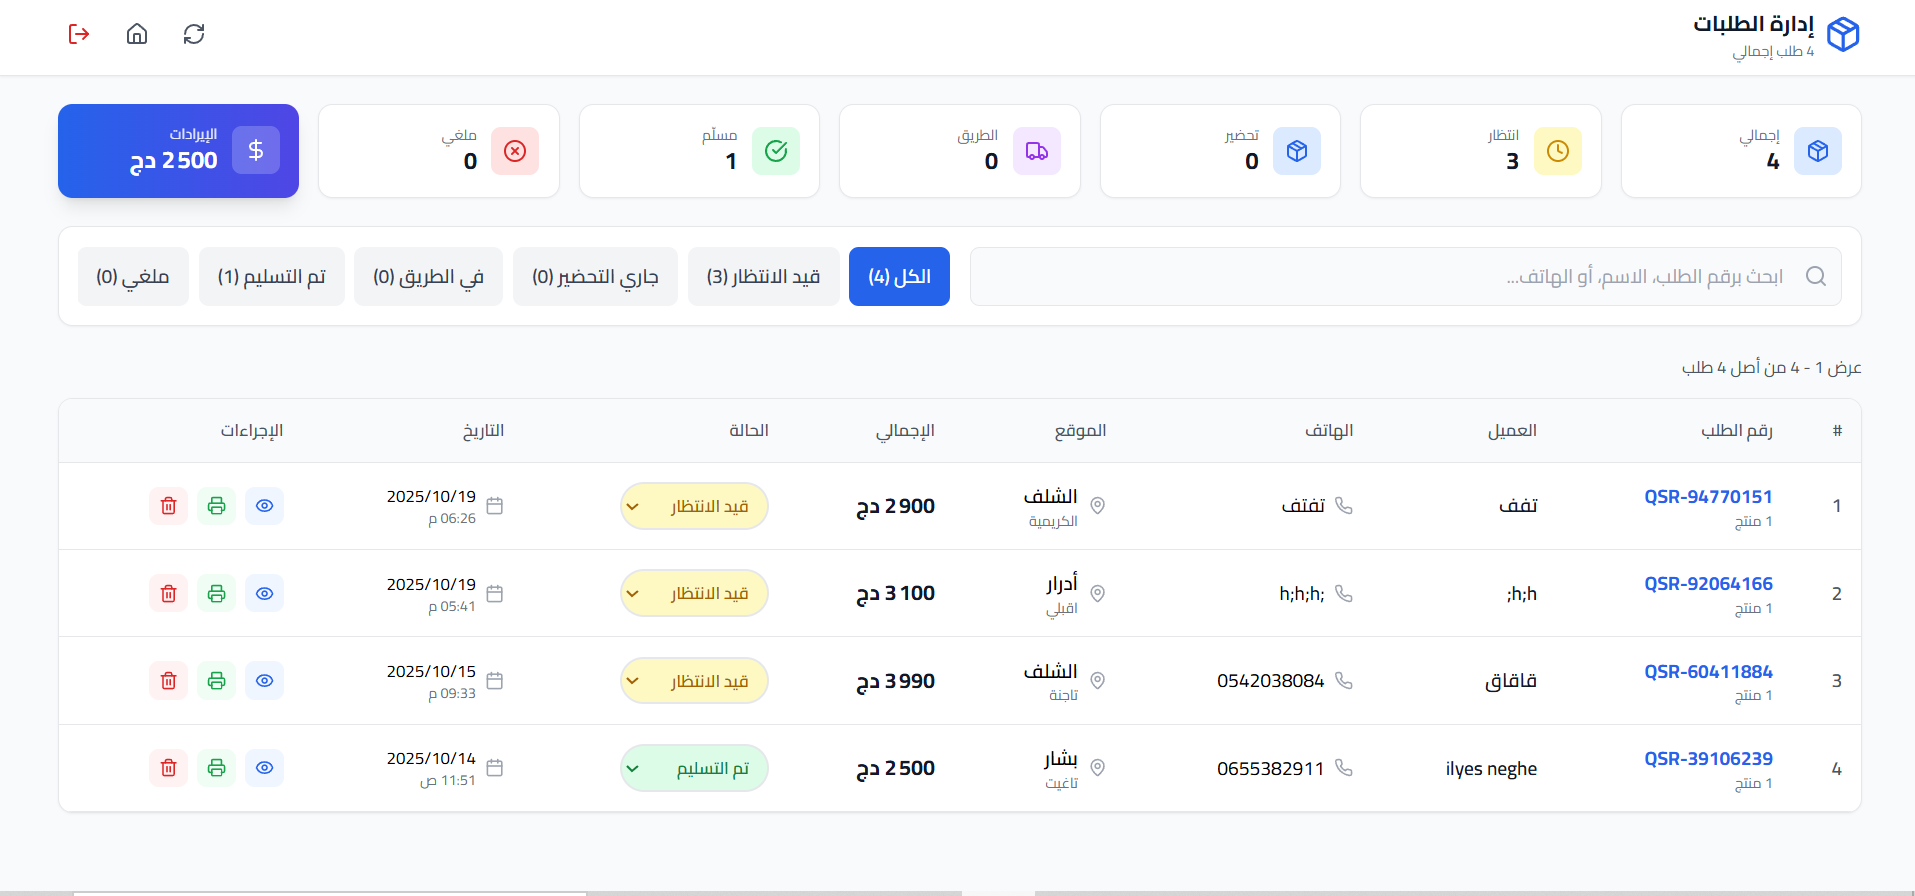 إدارة الطلبات
4 طلب إجمالي
إجمالي
4
انتظار
3
تحضير
0
الطريق
0
مسلّم
1
ملغي
0
الإيرادات
2 500 دج
ابحث برقم الطلب، الاسم، أو الهاتف...
الكل (4)
قيد الانتظار (3)
جاري التحضير (0)
في الطريق (0)
تم التسليم (1)
ملغي (0)
عرض 1 - 4 من أصل 4 طلب
# رقم الطلب العميل الهاتف الموقع الإجمالي الحالة التاريخ الإجراءات
1 QSR-94770151 تفف تفتف الشلف 2 900 دج قيد الانتظار 2025/10/19
1 منتج الكريمية 06:26 م
2 QSR-92064166 ;h;h h;h;h; أدرار 3 100 دج قيد الانتظار 2025/10/19
1 منتج اقبلي 05:41 م
3 QSR-60411884 قاقاق 0542038084 الشلف 3 990 دج قيد الانتظار 2025/10/15
1 منتج تاجنة 09:33 م
4 QSR-39106239 ilyes neghe 0655382911 بشار 2 500 دج تم التسليم 2025/10/14
1 منتج تاغيت 11:51 ص